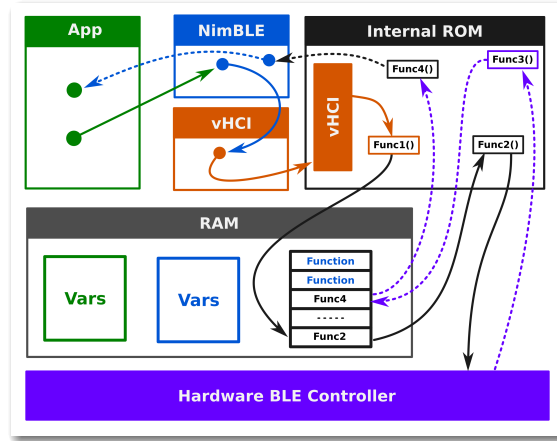 App
NimBLE
Internal ROM
Func3()
Func4()
vHCI
vHCI
Func1()
Func2()
RAM
Vars
Vars
Function
Function
Func4
-----
Func2
Hardware BLE Controller